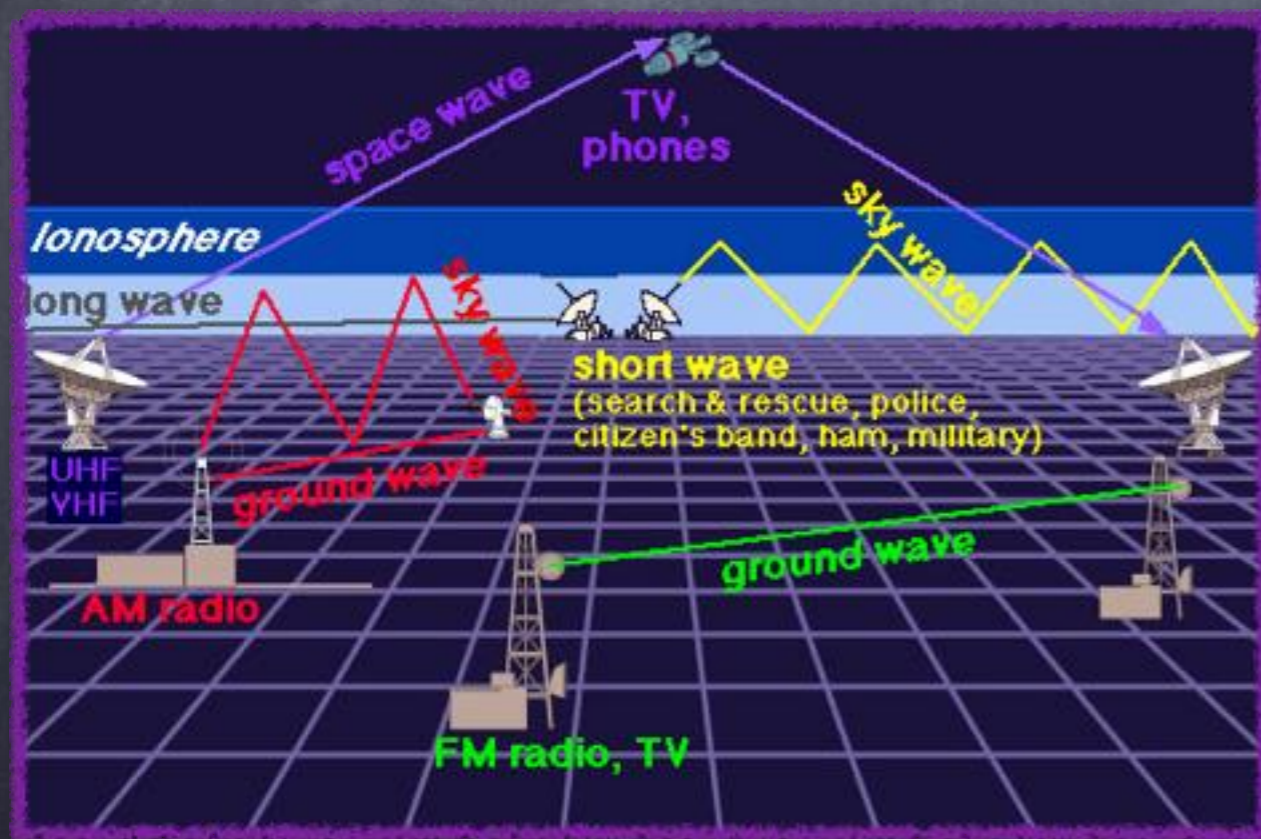 space wave
TV,
phones
Ionosphere
sky wave
long wave
sky wave
short wave
(search & rescue, police,
citizen's band, ham, military)
UHF
VHF
ground wave
ground wave
AM radio
FM radio, TV